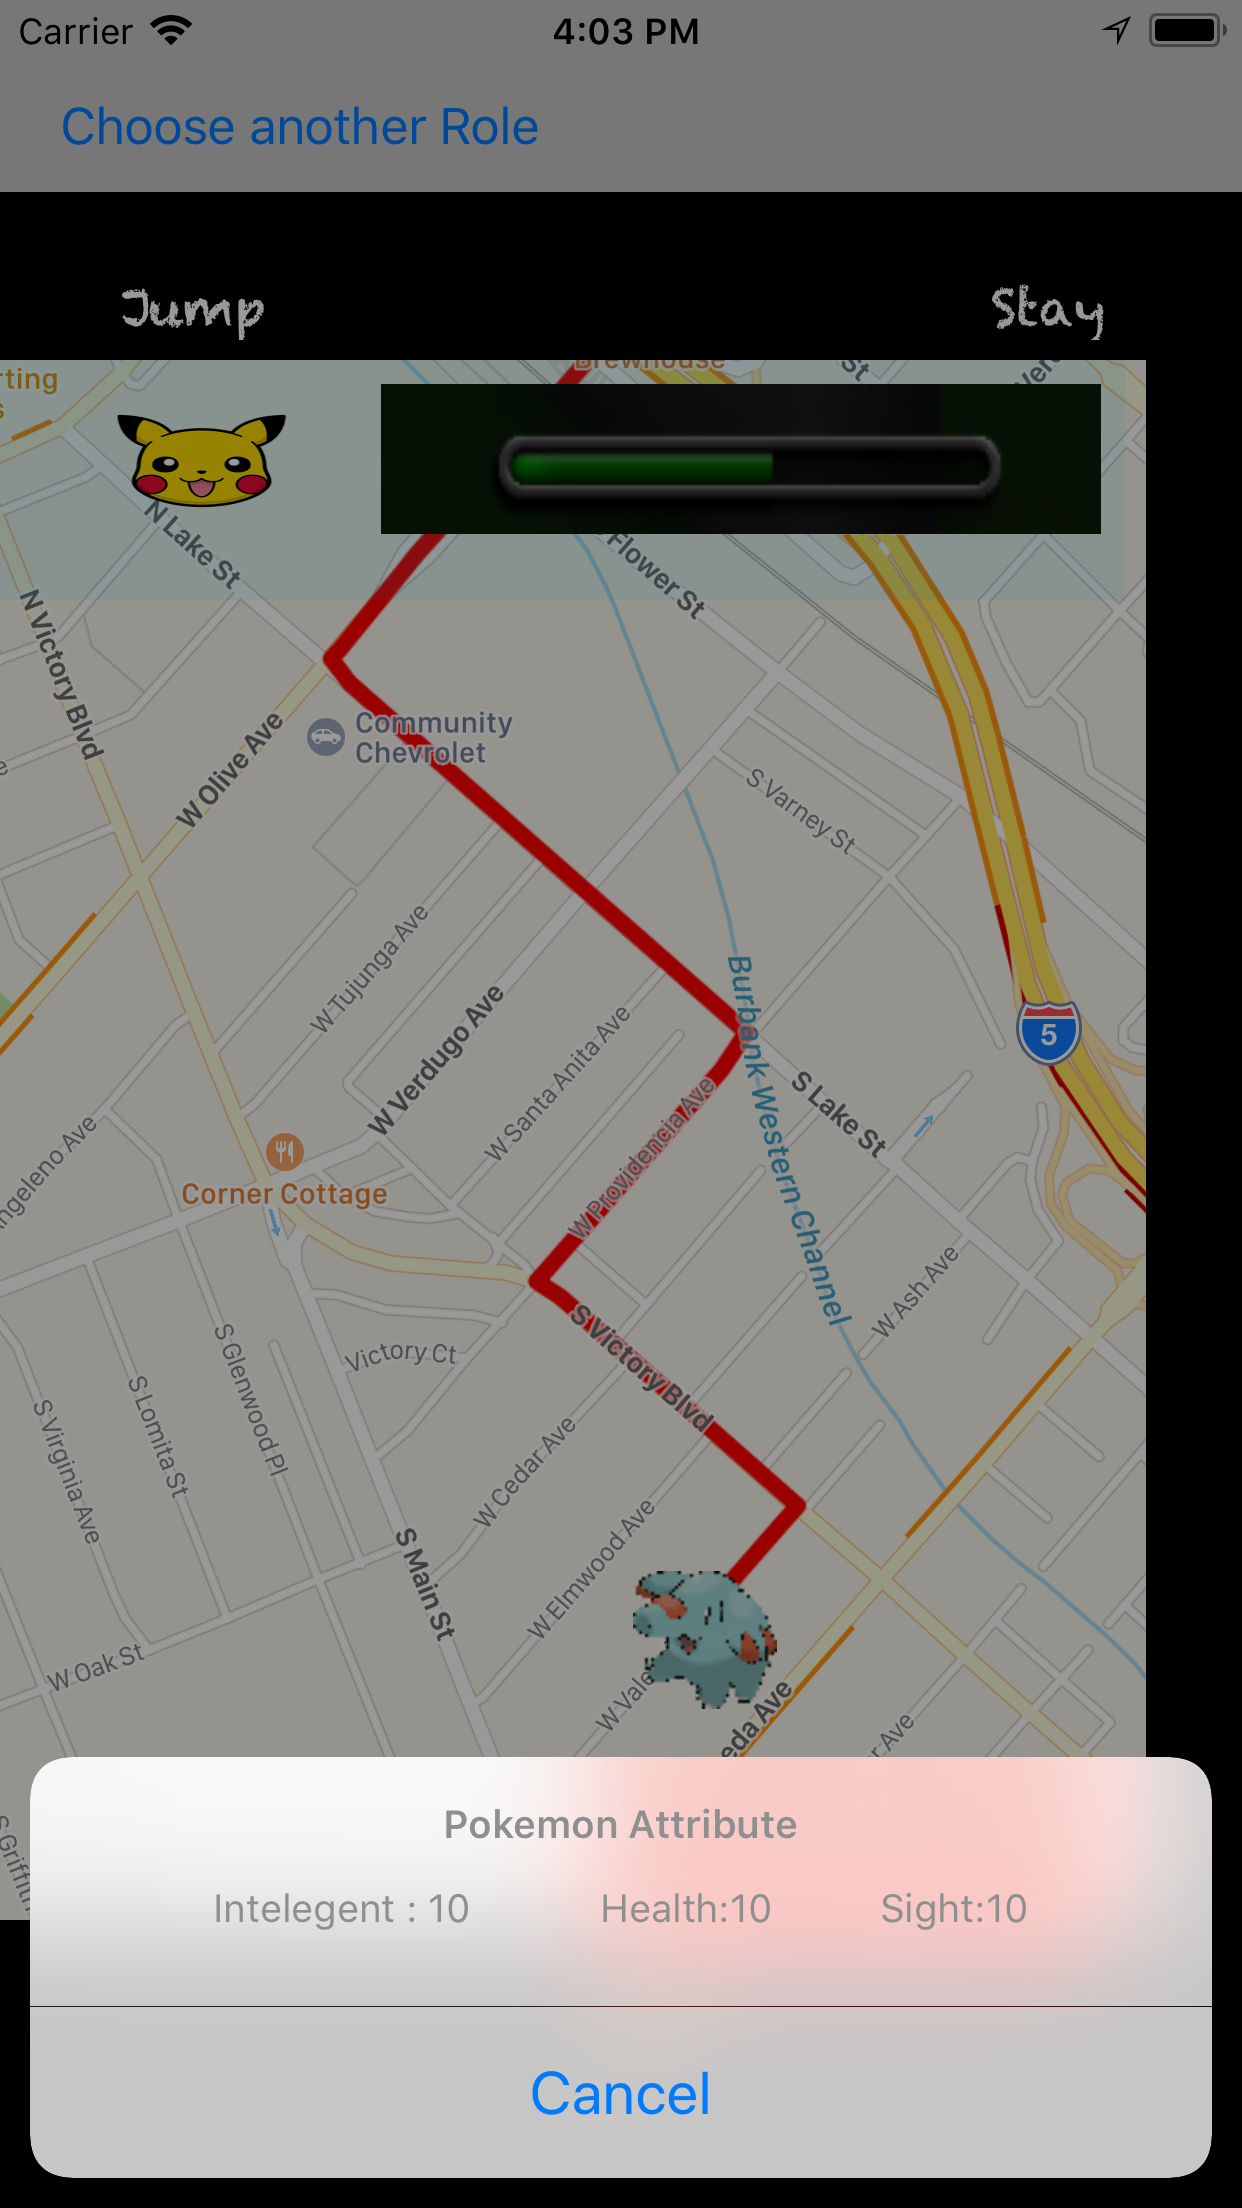 Carrier 4:03 PM
Choose another Role
Jump Stay
Brewhouse
St
rting
N Lake St
Flower St
N Victory Blvd
Community
Chevrolet
W Olive Ave
S Varney St
W Tujunga Ave
Burbank Western Channel
W Verdugo Ave
W Santa Anita Ave
5
W Providencia Ave
S Lake St
ngeleno Ave
Corner Cottage
W Ash Ave
S Victory Blvd
Victory Ct
S Glenwood Pl
S Lomita St
S Virginia Ave
W Cedar Ave
W Elmwood Ave
S Main St
W Oak St
W Vale
eda Ave
r Ave
S Griffith
Pokemon Attribute
Intelegent : 10 Health:10 Sight:10
Cancel